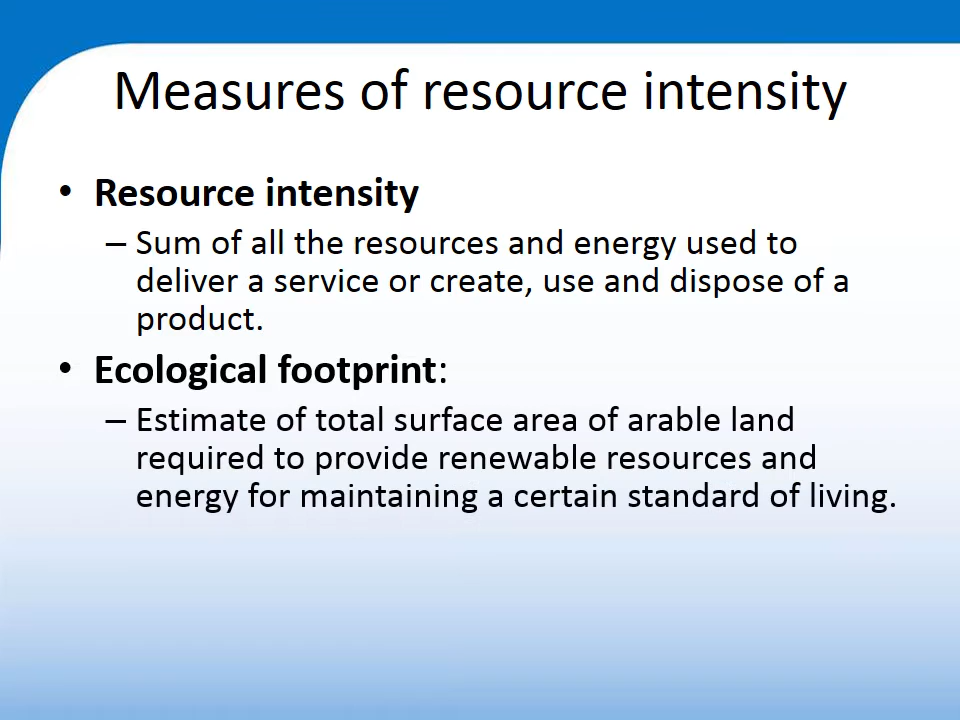 Measures of resource intensity
• Resource intensity
– Sum of all the resources and energy used to
deliver a service or create, use and dispose of a
product.
• Ecological footprint:
– Estimate of total surface area of arable land
required to provide renewable resources and
energy for maintaining a certain standard of living.